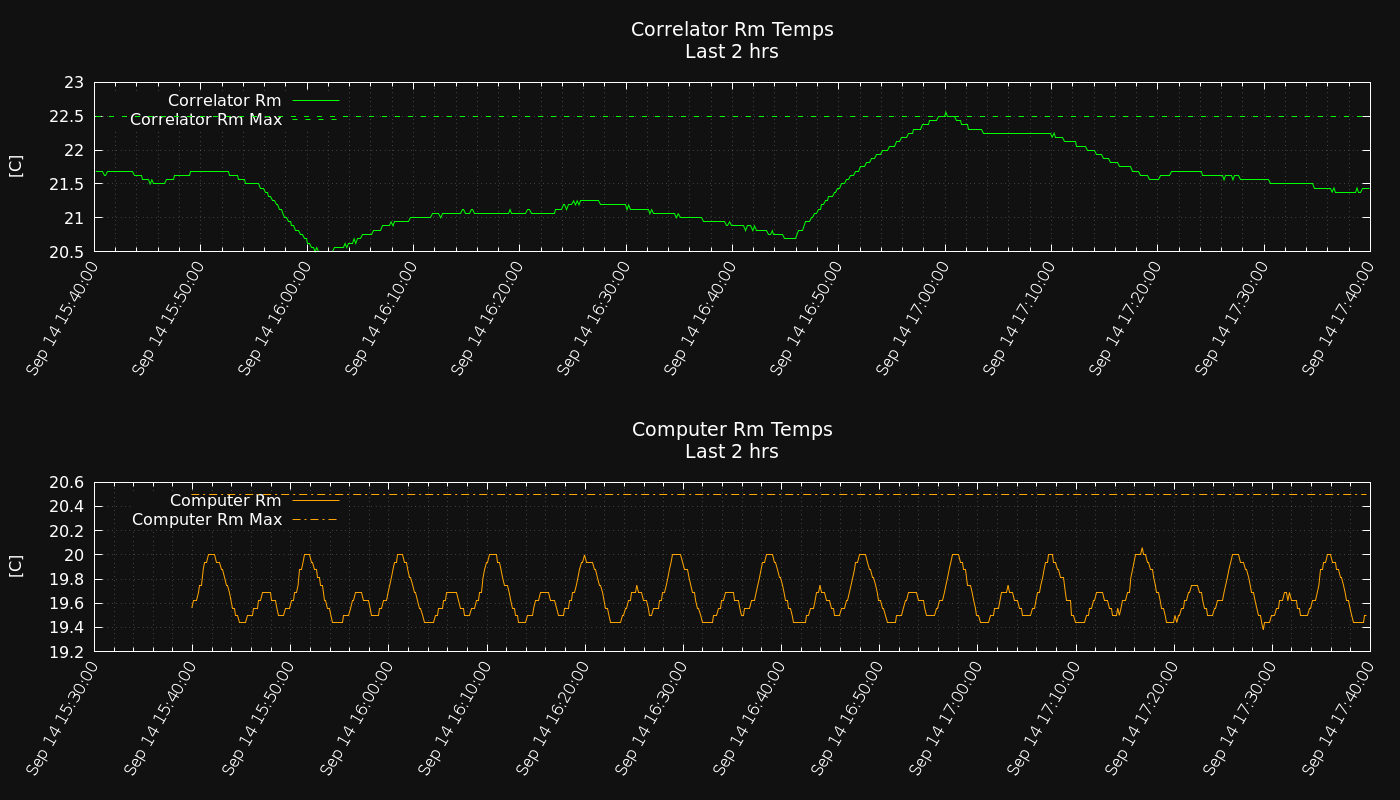 Correlator Rm Temps
Last 2 hrs
23
Correlator Rm
22.5
Correlator Rm Max
22
[C]
21.5
21
20.5
Sep 14 15:40:00
Sep 14 15:50:00
Sep 14 16:00:00
Sep 14 16:10:00
Sep 14 16:20:00
Sep 14 16:30:00
Sep 14 16:40:00
Sep 14 16:50:00
Sep 14 17:00:00
Sep 14 17:10:00
Sep 14 17:20:00
Sep 14 17:30:00
Sep 14 17:40:00
Computer Rm Temps
Last 2 hrs
20.6
Computer Rm
20.4
Computer Rm Max
20.2
20
[C]
19.8
19.6
19.4
19.2
Sep 14 15:30:00
Sep 14 15:40:00
Sep 14 15:50:00
Sep 14 16:00:00
Sep 14 16:10:00
Sep 14 16:20:00
Sep 14 16:30:00
Sep 14 16:40:00
Sep 14 16:50:00
Sep 14 17:00:00
Sep 14 17:10:00
Sep 14 17:20:00
Sep 14 17:30:00
Sep 14 17:40:00